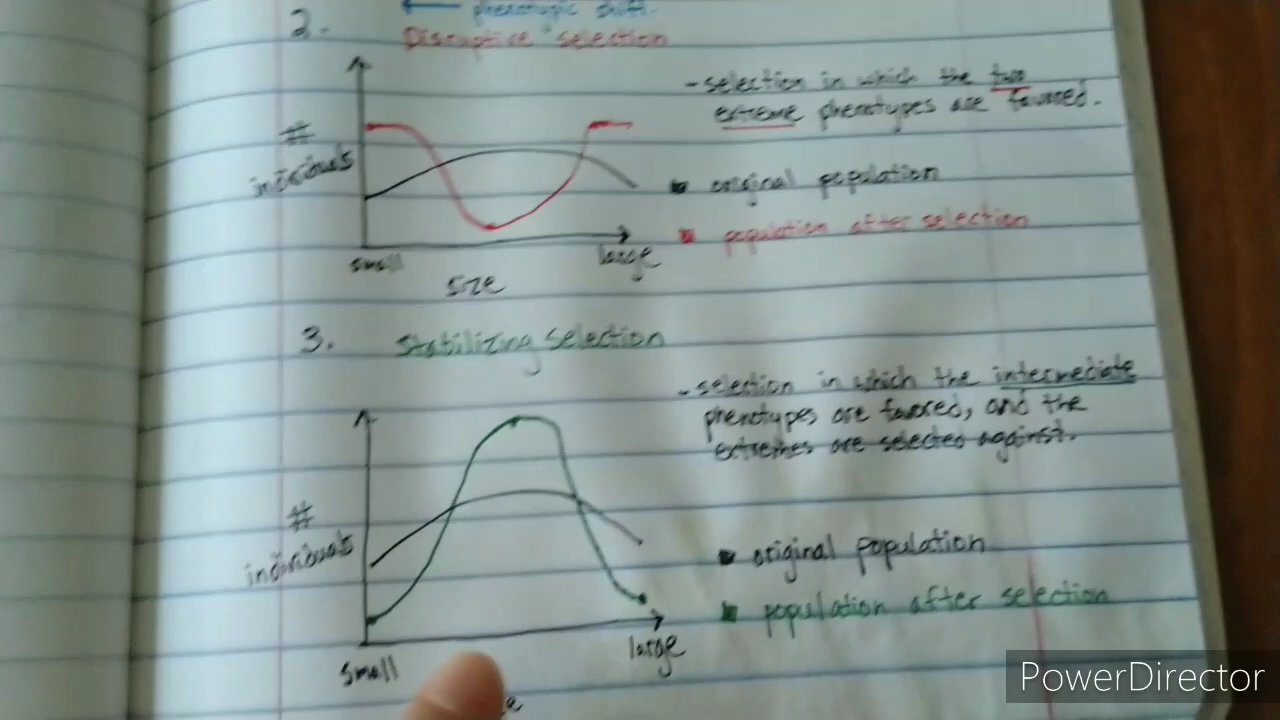 ← phenotypic shift.
2. Disruptive selection
- selection in which the two
extreme phenotypes are favored.
# individuals
original population
population after selection
small
large
size
3. Stabilizing selection
- selection in which the intermediate
phenotypes are favored, and the
extremes are selected against.
# individuals
original population
population after selection
small
large
PowerDirector